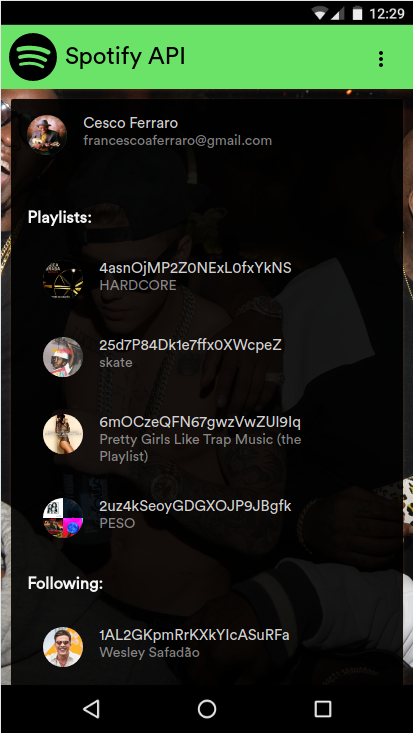 12:29
Spotify API
Cesco Ferraro
francescoaferraro@gmail.com
Playlists:
4asnOjMP2Z0NExL0fxYkNS
HARDCORE
25d7P84Dk1e7ffx0XWcpeZ
skate
6mOCzeQFN67gwzVwZUl9Iq
Pretty Girls Like Trap Music (the
Playlist)
2uz4kSeoyGDGXOJP9JBgfk
PESO
Following:
1AL2GKpmRrKXkYIcASuRFa
Wesley Safadão